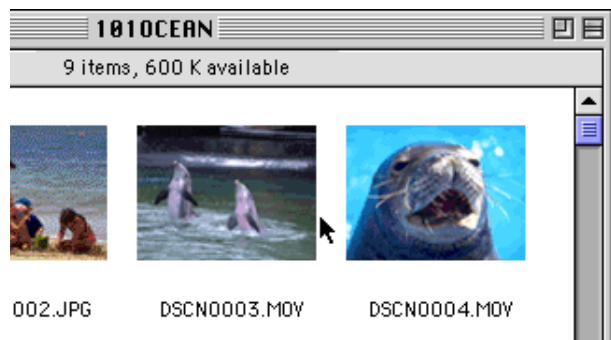 101OCEAN
9 items, 600 K available
002.JPG
DSCN0003.MOV
DSCN0004.MOV